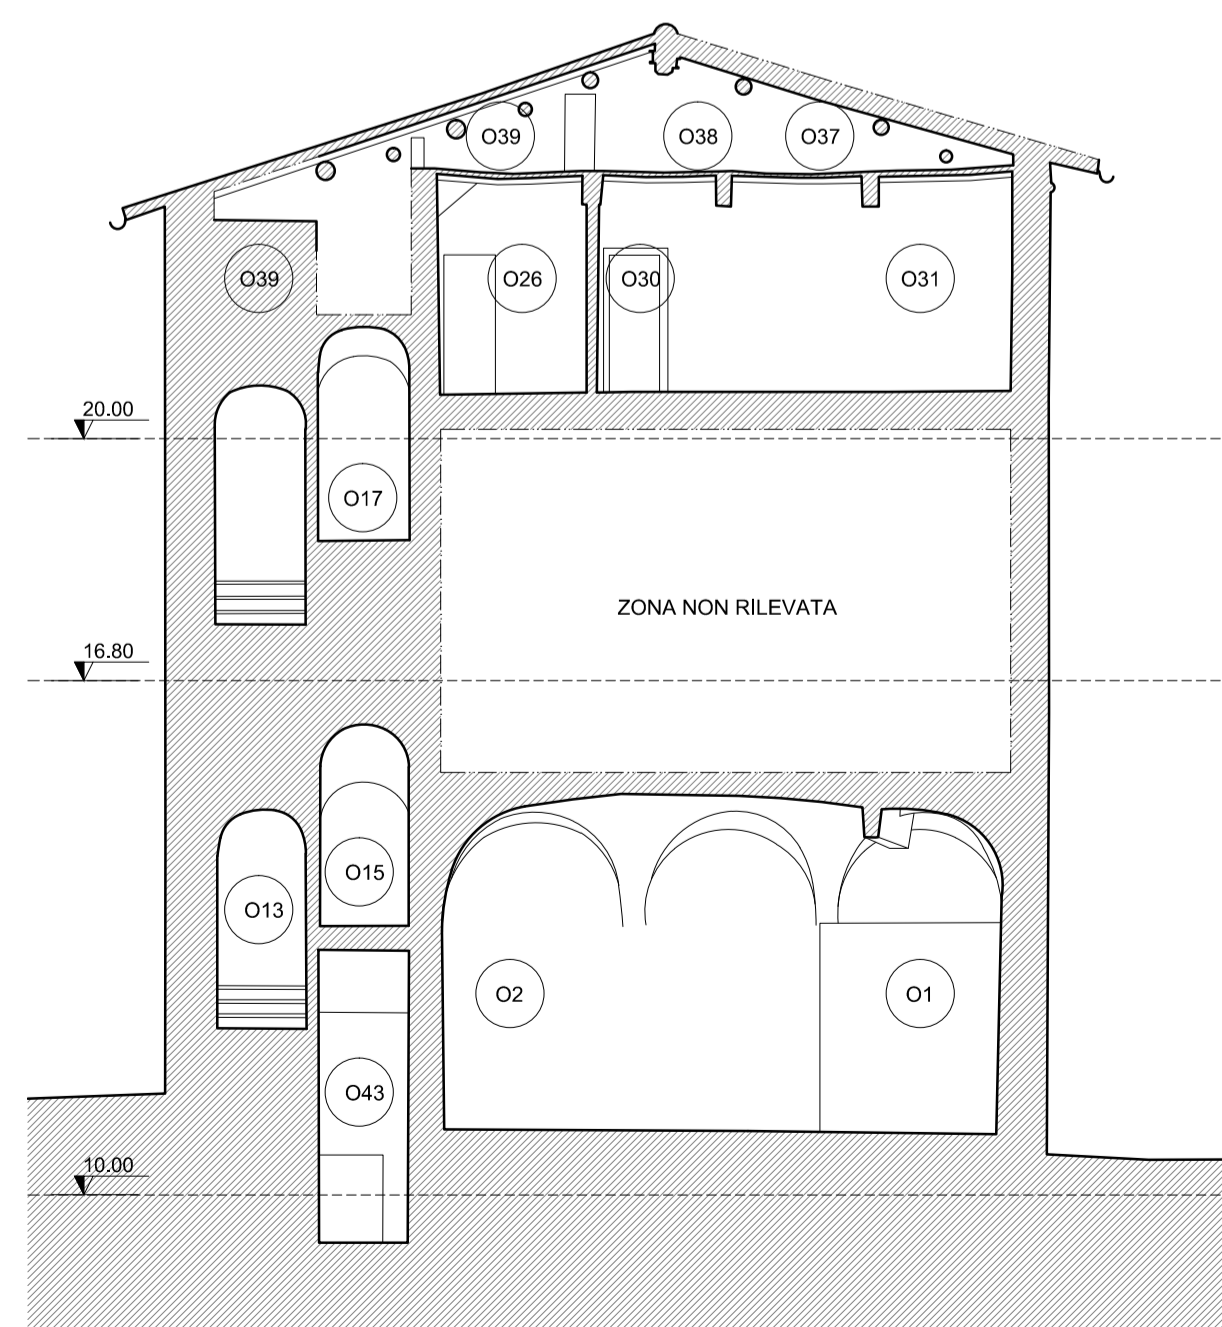 O39
O38
O37
O39
O26
O30
O31
20.00
O17
ZONA NON RILEVATA
16.80
O15
O13
O2
O1
O43
10.00